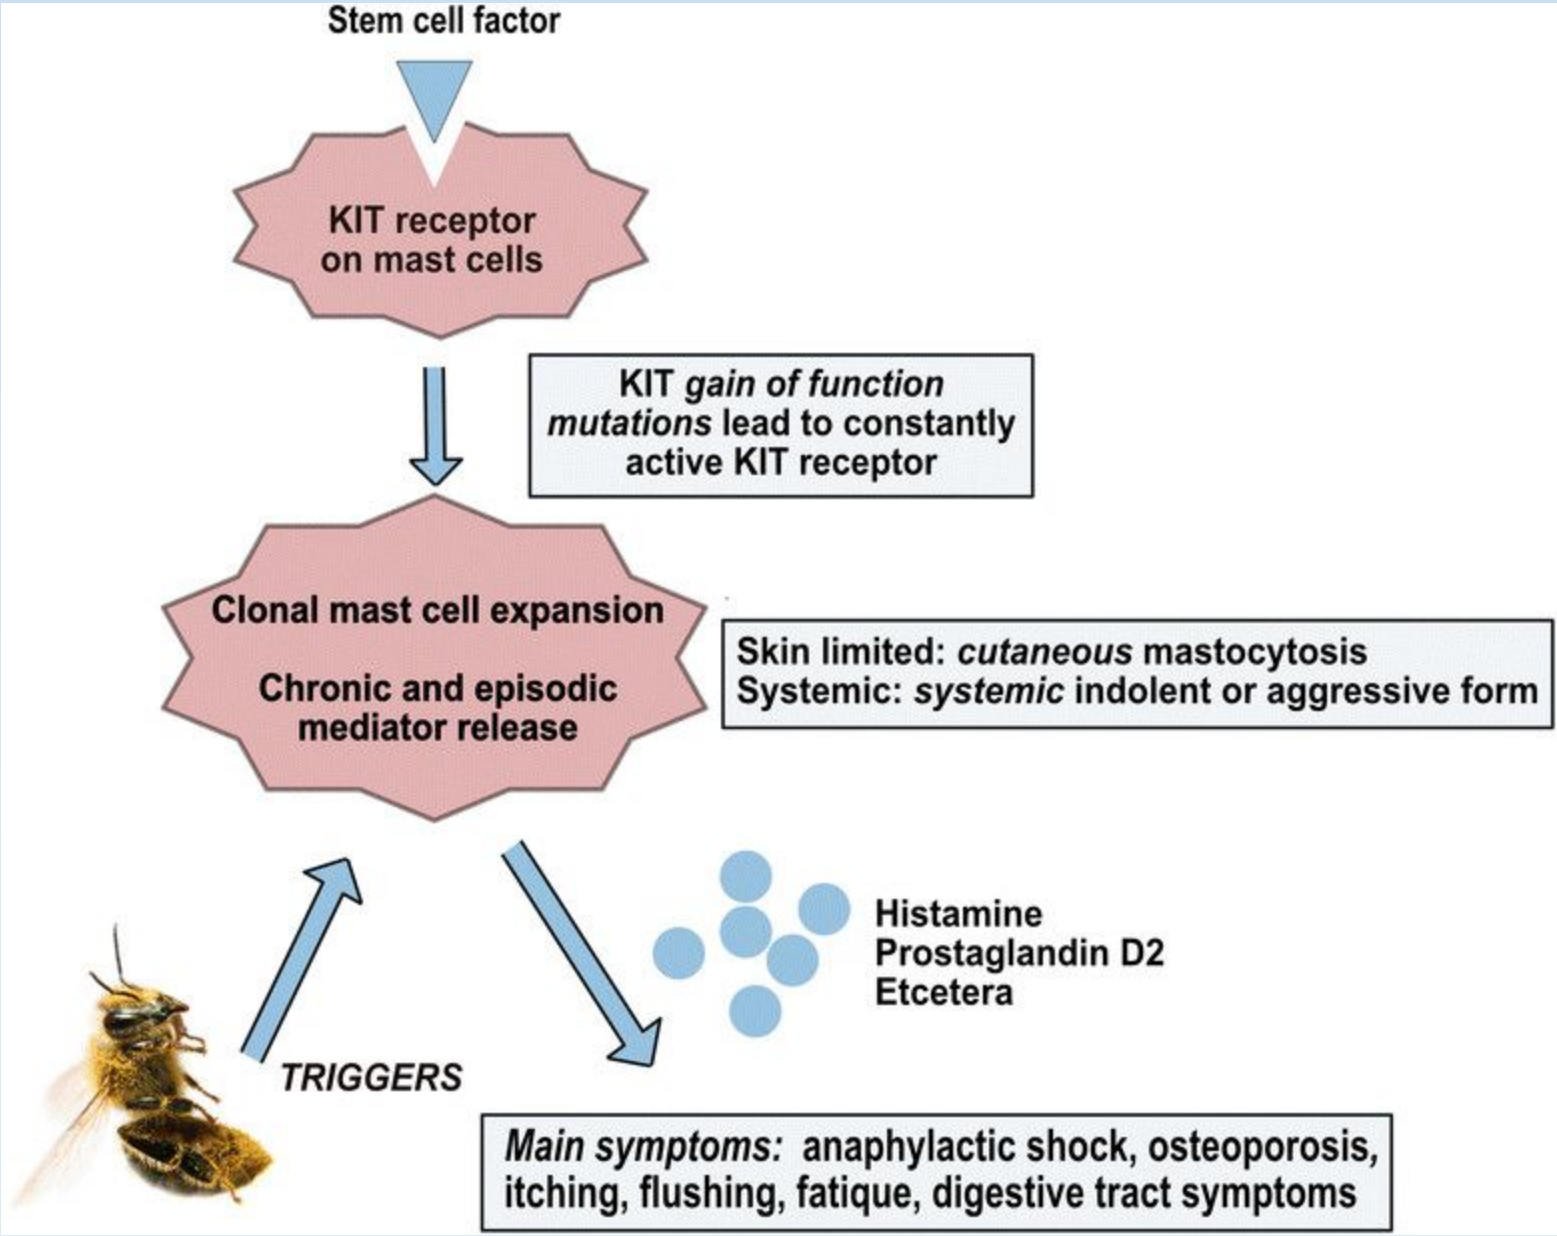 Stem cell factor
KIT receptor
on mast cells
KIT gain of function
mutations lead to constantly
active KIT receptor
Clonal mast cell expansion
Chronic and episodic
mediator release
Skin limited: cutaneous mastocytosis
Systemic: systemic indolent or aggressive form
Histamine
Prostaglandin D2
Etcetera
TRIGGERS
Main symptoms: anaphylactic shock, osteoporosis,
itching, flushing, fatique, digestive tract symptoms